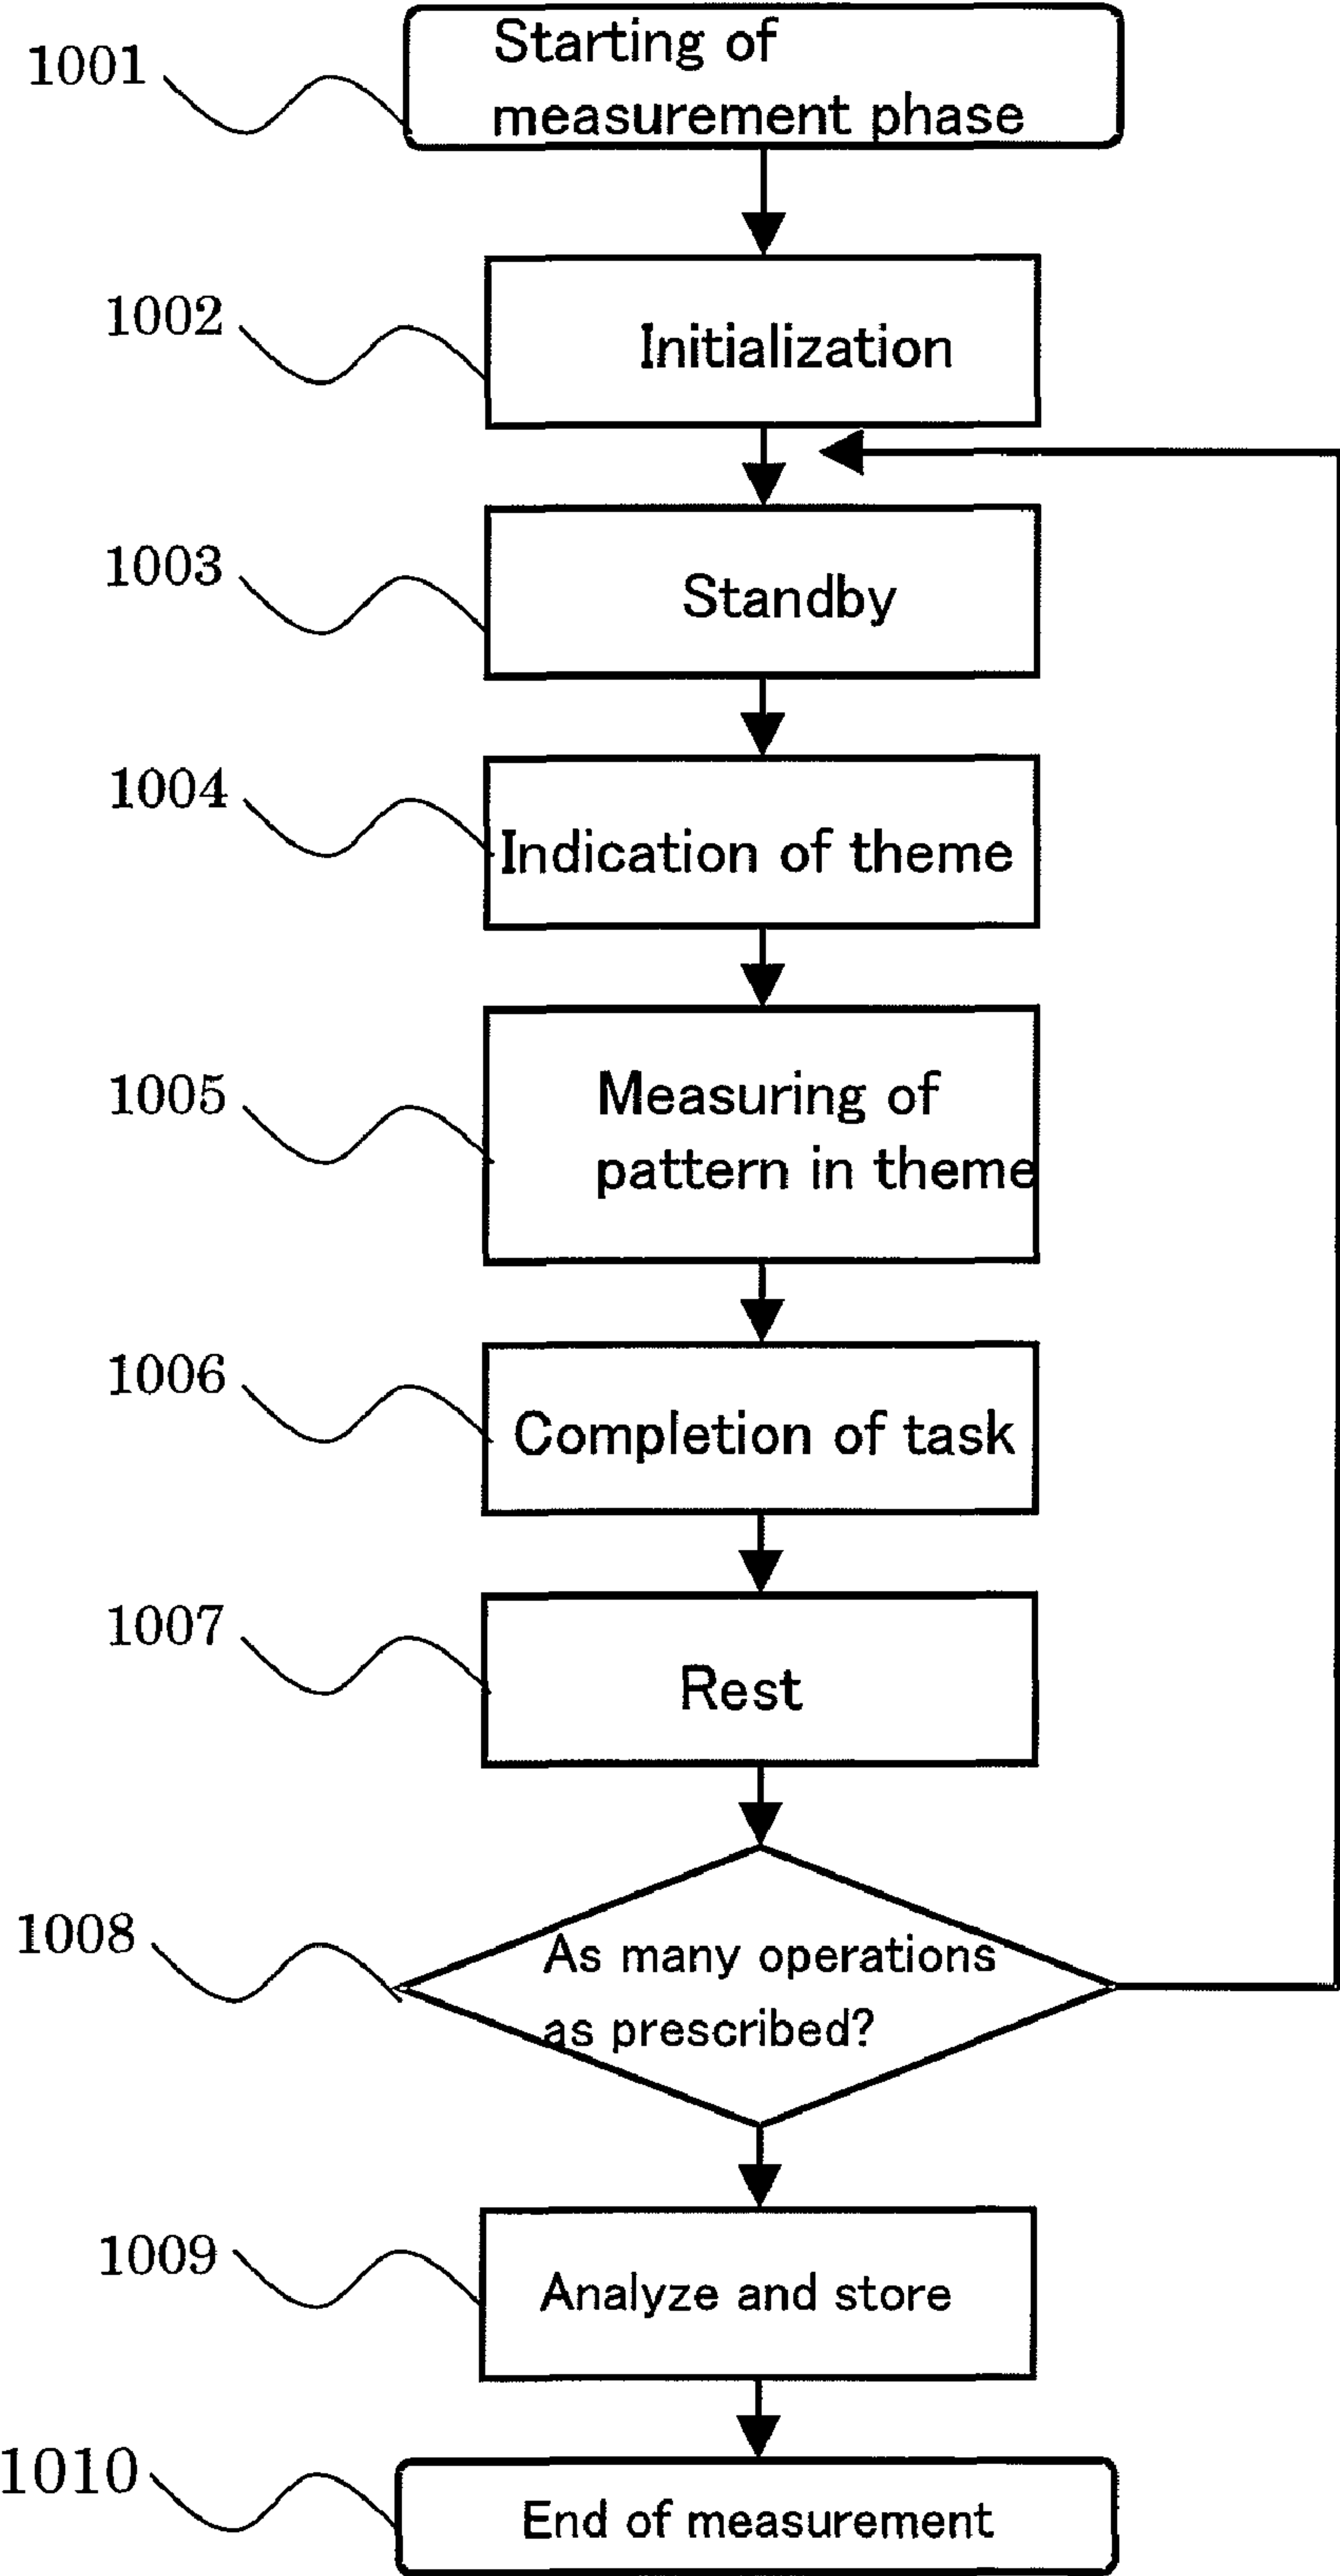 1001
Starting of
measurement phase
1002
Initialization
1003
Standby
1004
Indication of theme
1005
Measuring of
pattern in theme
1006
Completion of task
1007
Rest
1008
As many operations
as prescribed?
1009
Analyze and store
1010
End of measurement